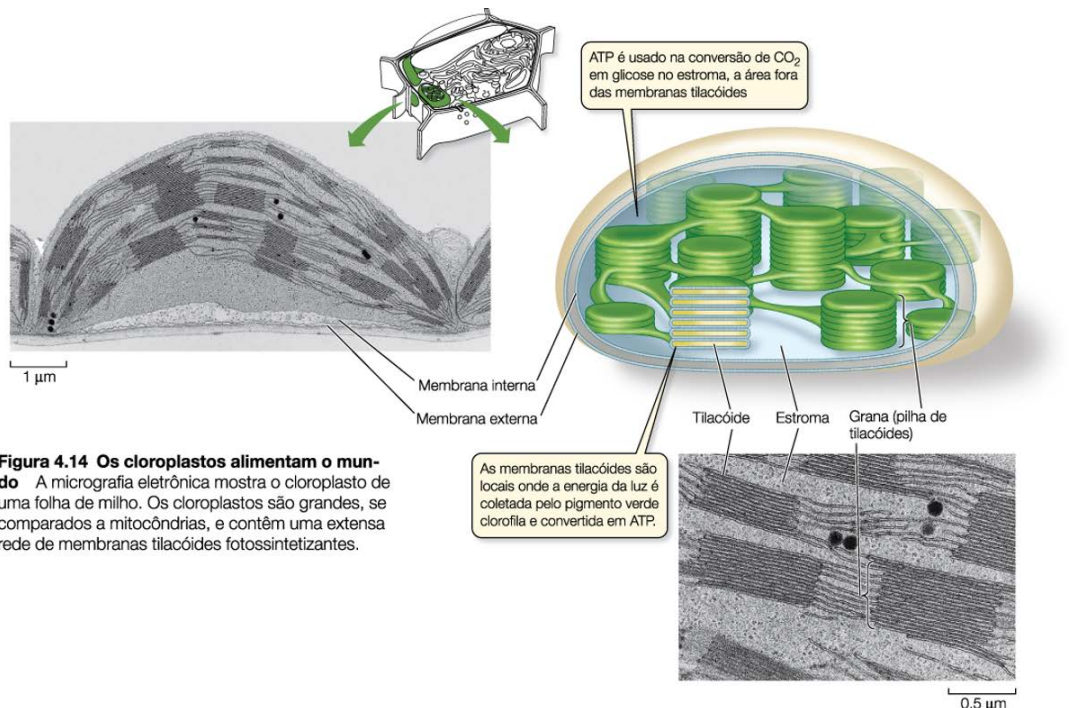 ATP é usado na conversão de CO₂
em glicose no estroma, a área fora
das membranas tilacóides
1 μm
Membrana interna
Membrana externa
Tilacóide
Estroma
Grana (pilha de
tilacóides)
Figura 4.14 Os cloroplastos alimentam o mun-
do A micrografia eletrônica mostra o cloroplasto de
uma folha de milho. Os cloroplastos são grandes, se
comparados a mitocôndrias, e contêm uma extensa
rede de membranas tilacóides fotossintetizantes.
As membranas tilacóides são
locais onde a energia da luz é
coletada pelo pigmento verde
clorofila e convertida em ATP.
0,5 μm